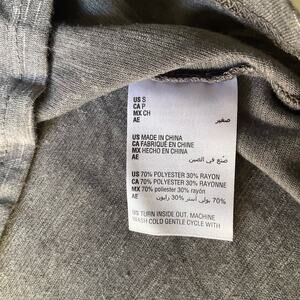 US S
CA P
MX CH
AE صغير
US MADE IN CHINA
CA FABRIQUÉ EN CHINE
MX HECHO EN CHINA
AE صنع في الصين
US 70% POLYESTER 30% RAYON
CA 70% POLYESTER 30% RAYONNE
MX 70% poliéster 30% rayón
AE 70% بولي أستر 30% رايون
US TURN INSIDE OUT. MACHINE
WASH COLD GENTLE CYCLE WITH